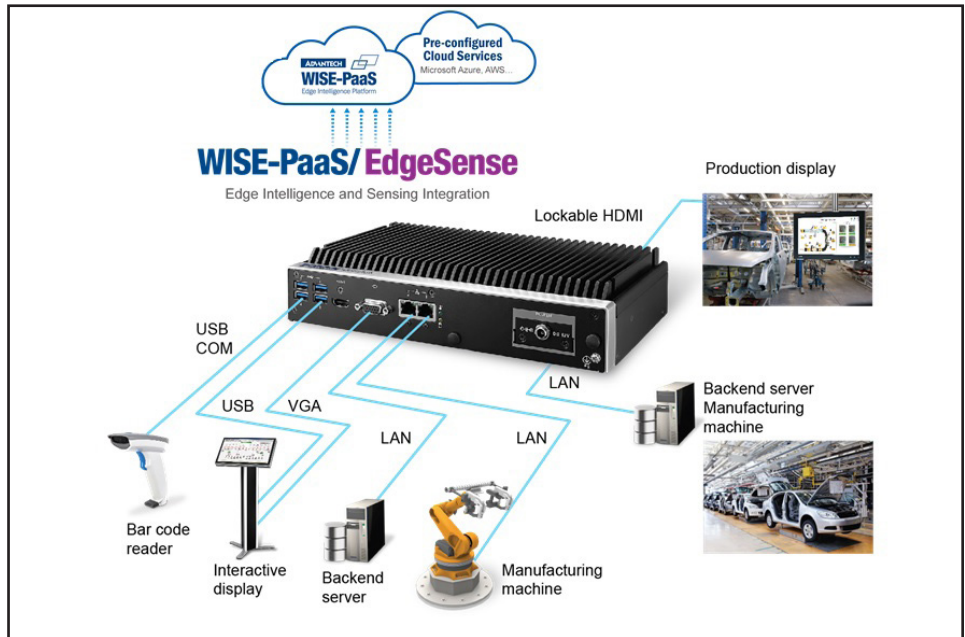 ADVANTECH
WISE-PaaS
Edge Intelligence Platform
Pre-configured
Cloud Services
Microsoft Azure, AWS...
WISE-PaaS/ EdgeSense
Edge Intelligence and Sensing Integration
Production display
Lockable HDMI
USB
COM
USB
VGA
LAN
LAN
LAN
Backend server
Manufacturing
machine
Bar code
reader
Interactive
display
Backend
server
Manufacturing
machine